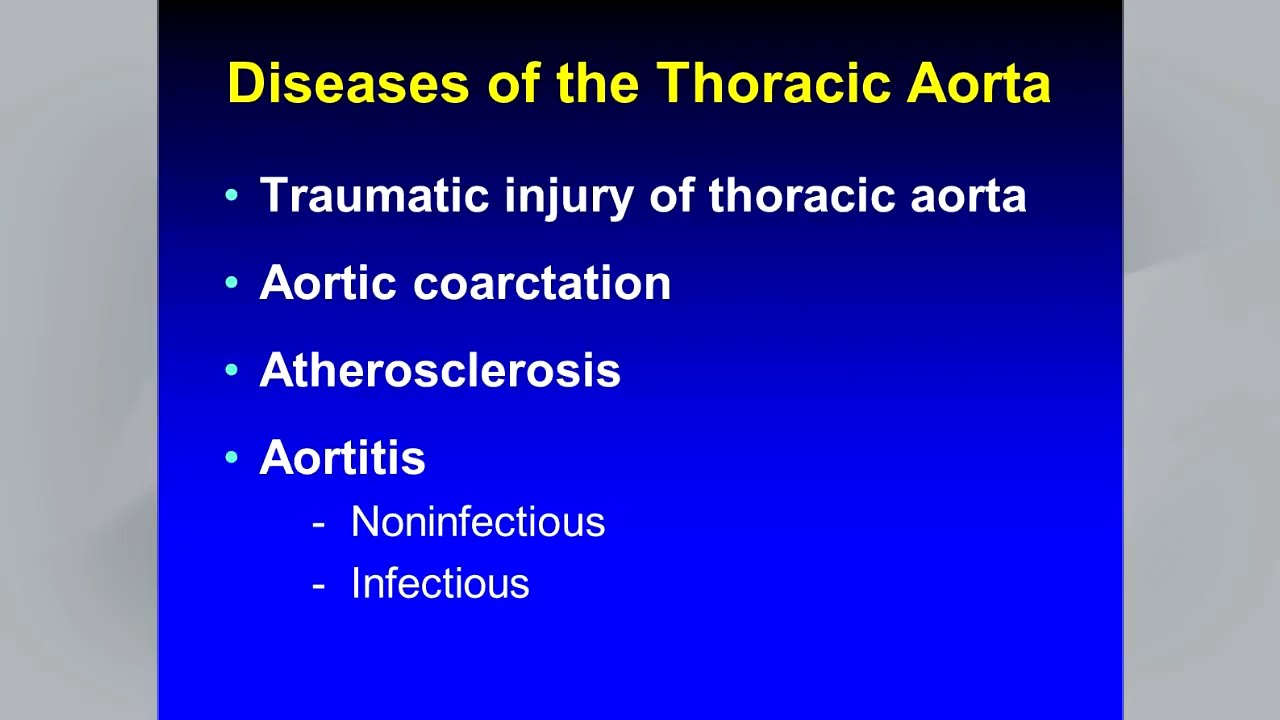 Diseases of the Thoracic Aorta
• Traumatic injury of thoracic aorta
• Aortic coarctation
• Atherosclerosis
• Aortitis
- Noninfectious
- Infectious